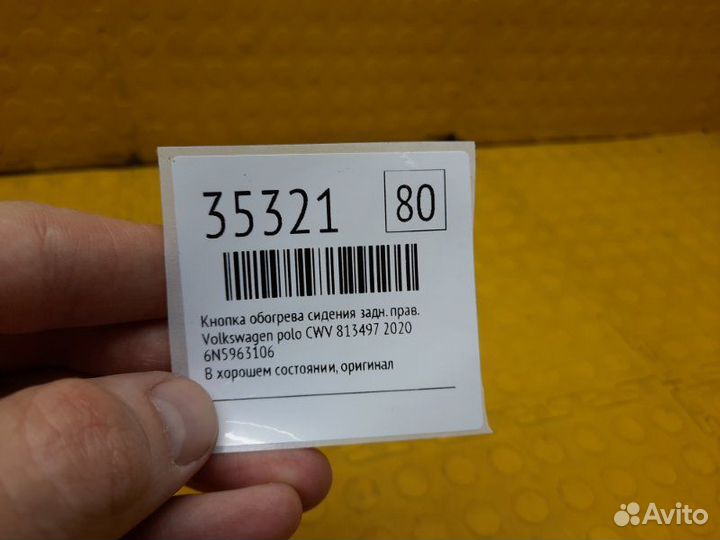 35321 80
Кнопка обогрева сидения задн. прав.
Volkswagen polo CWV 813497 2020
6N5963106
В хорошем состоянии, оригинал
Avito